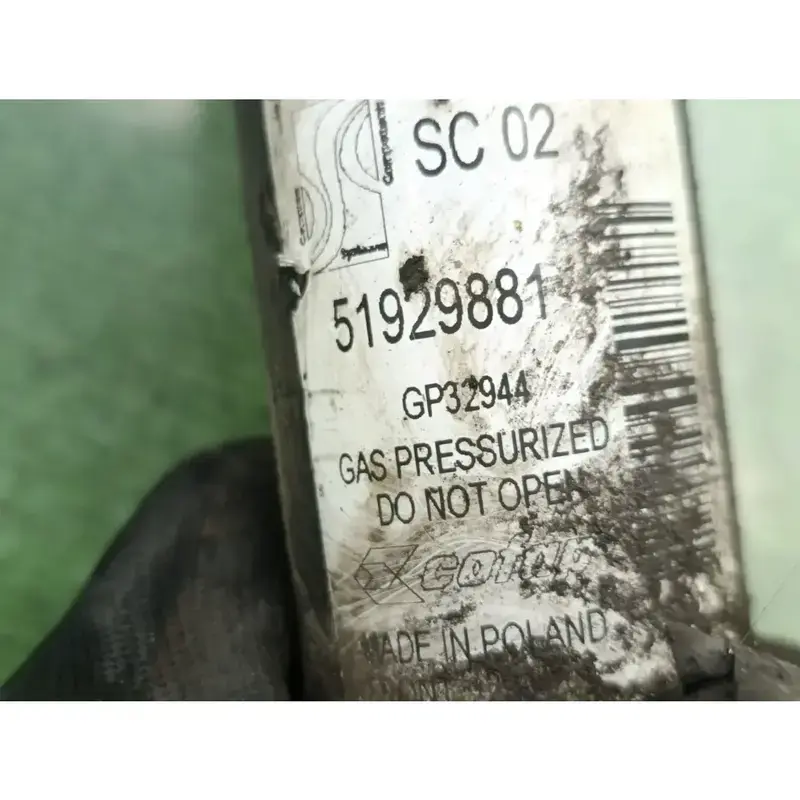 SC 02
51929881
GP32944
GAS PRESSURIZED
DO NOT OPEN
MADE IN POLAND